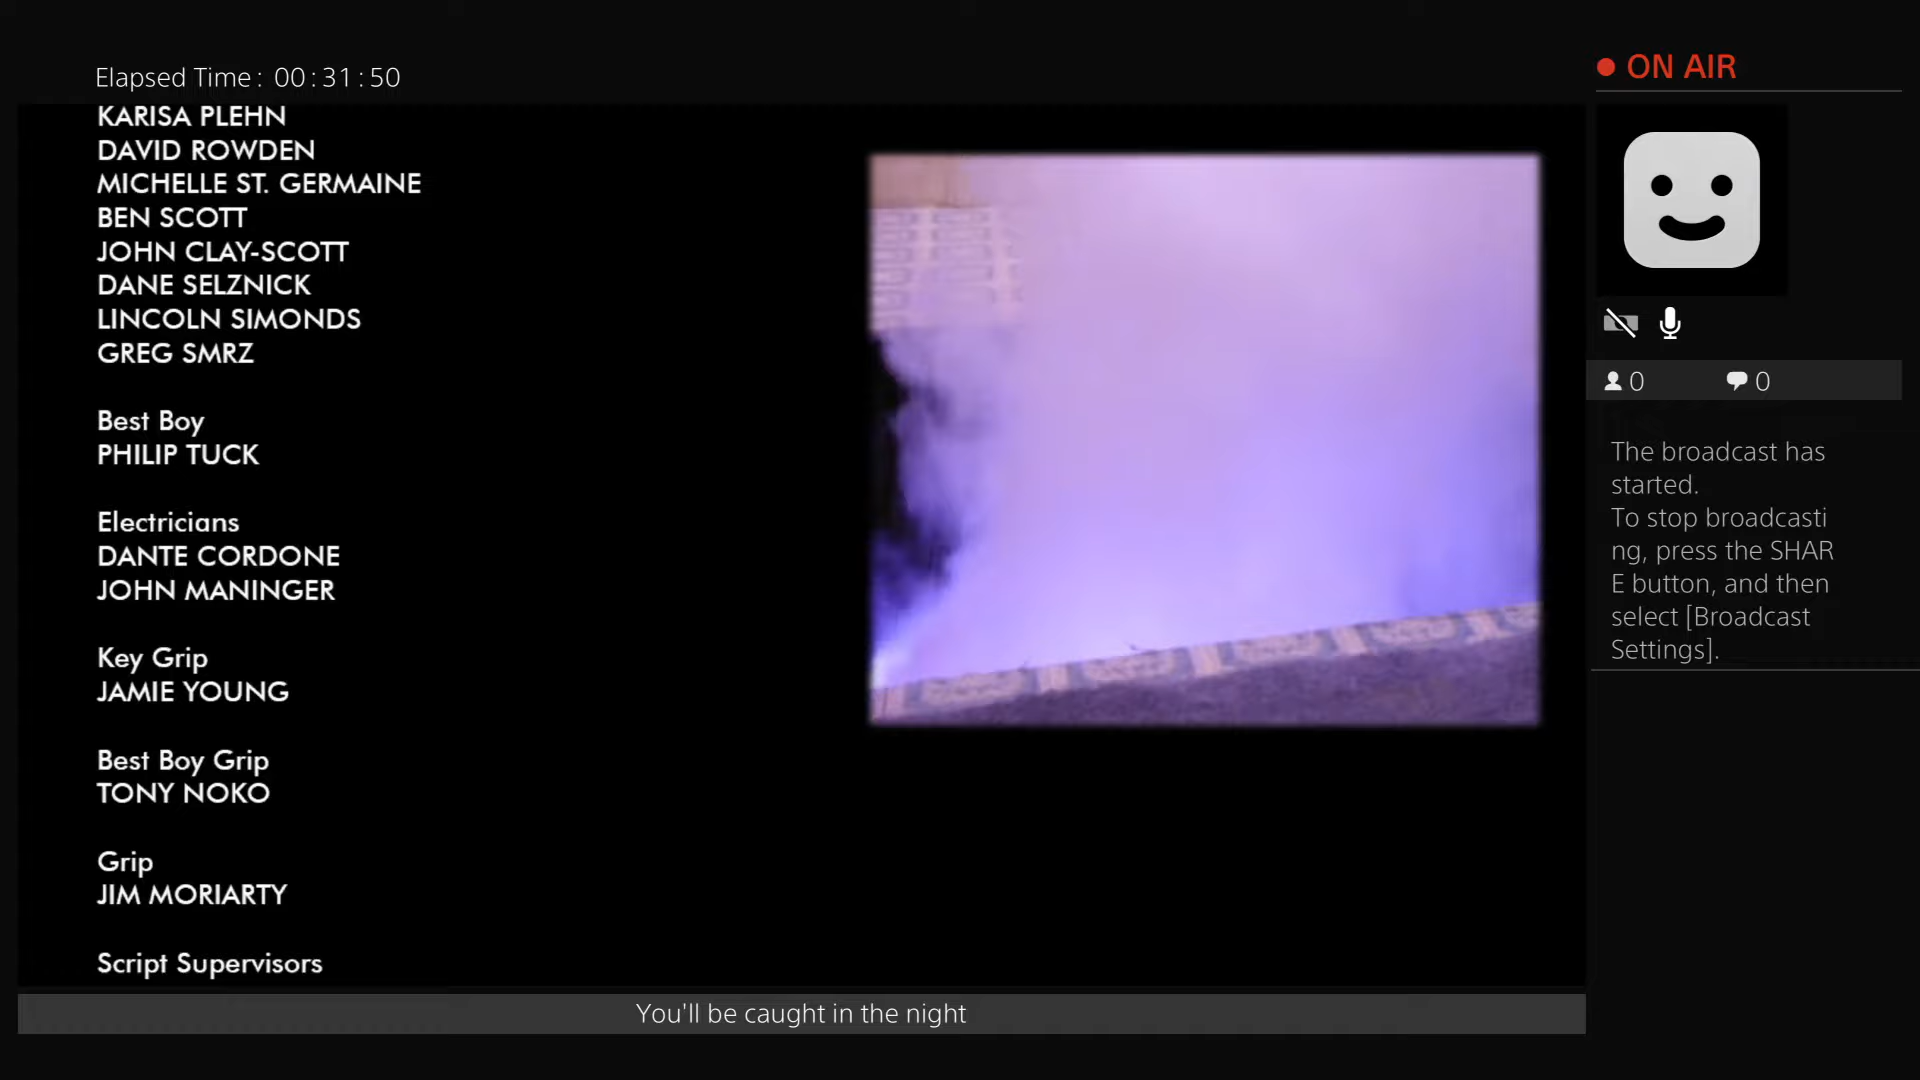 Elapsed Time: 00:31:50
KARISA PLEHN
DAVID ROWDEN
MICHELLE ST. GERMAINE
BEN SCOTT
JOHN CLAY-SCOTT
DANE SELZNICK
LINCOLN SIMONDS
GREG SMRZ
Best Boy
PHILIP TUCK
Electricians
DANTE CORDONE
JOHN MANINGER
Key Grip
JAMIE YOUNG
Best Boy Grip
TONY NOKO
Grip
JIM MORIARTY
Script Supervisors
You'll be caught in the night
ON AIR
0 0
The broadcast has
started.
To stop broadcasti
ng, press the SHAR
E button, and then
select [Broadcast
Settings].